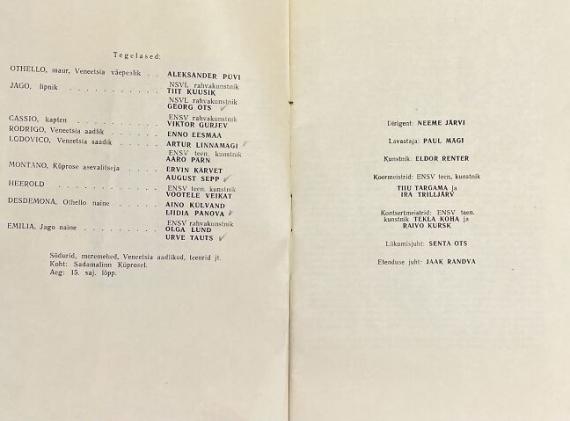 Tegelased:
OTHELLO, maur, Veneetsia väepealik . . ALEKSANDER PÜVI
NSVL rahvakunstnik
JAGO, lipnik . . . . . . . . . . TIIT KUUSIK
NSVL rahvakunstnik
GEORG OTS
ENSV rahvakunstnik
CASSIO, kapten . . . . . . . . . VIKTOR GURJEV
RODRIGO, Veneetsia aadlik . . . . . . ENNO EESMAA
LODOVICO, Veneetsia saadik . . . . . ARTUR LINNAMÄGI
ENSV teen. kunstnik
AARO PÄRN
MONTANO, Küprose asevalitseja . . . . ERVIN KÄRVET
AUGUST SEPP
ENSV teen. kunstnik
HEEROLD . . . . . . . . . . . VOOTELE VEIKAT
DESDEMONA, Othello naine . . . . . AINO KÜLVAND
LIIDIA PANOVA
ENSV rahvakunstnik
EMILIA, Jago naine . . . . . . . . OLGA LUND
URVE TAUTS
Sõdurid, meremehed, Veneetsia aadlikud, teenrid jt.
Koht: Sadamalinn Küprosel.
Aeg: 15. saj. lõpp.
Dirigent: NEEME JÄRVI
Lavastaja: PAUL MÄGI
Kunstnik: ELDOR RENTER
Koormeistrid: ENSV teen. kunstnik
TIIU TARGAMA ja
IRA TRILLJÄRV
Kontsertmeistrid: ENSV teen.
kunstnik TEKLA KOHA ja
RAIVO KURSK
Liikumisjuht: SENTA OTS
Etenduse juht: JAAK RANDVA